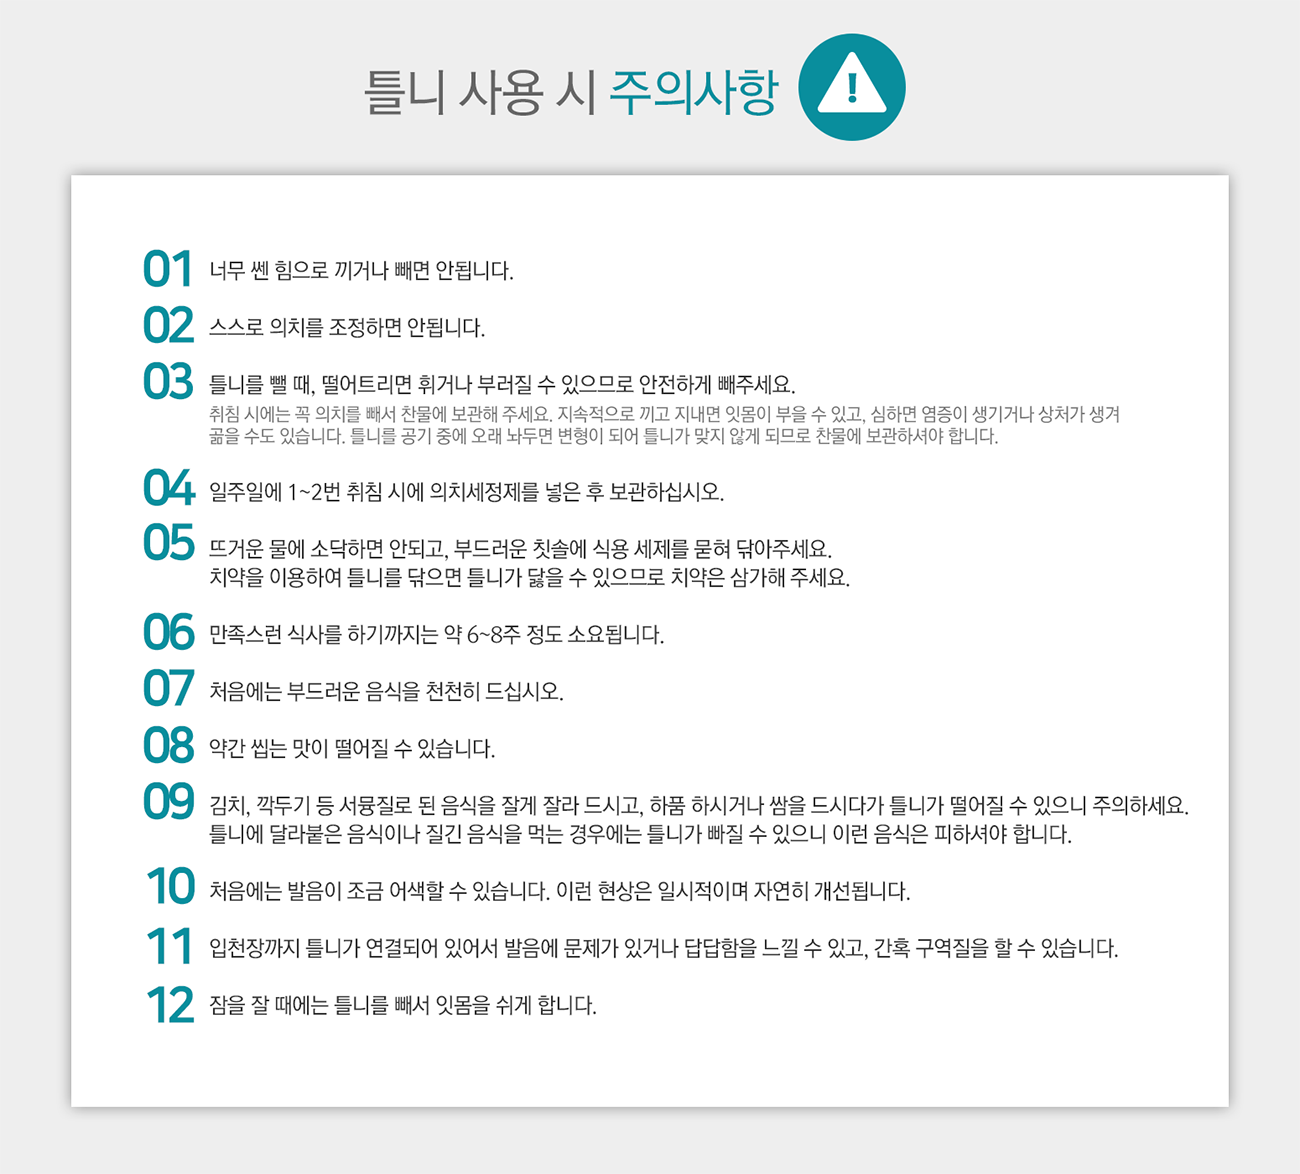 틀니 사용 시 주의사항
01 너무 쎈 힘으로 끼거나 빼면 안됩니다.
02 스스로 의치를 조정하면 안됩니다.
03 틀니를 뺄 때, 떨어트리면 휘거나 부러질 수 있으므로 안전하게 빼주세요.
취침 시에는 꼭 의치를 빼서 찬물에 보관해 주세요. 지속적으로 끼고 지내면 잇몸이 부을 수 있고, 심하면 염증이 생기거나 상처가 생겨
곪을 수도 있습니다. 틀니를 공기 중에 오래 놔두면 변형이 되어 틀니가 맞지 않게 되므로 찬물에 보관하셔야 합니다.
04 일주일에 1~2번 취침 시에 의치세정제를 넣은 후 보관하십시오.
05 뜨거운 물에 소닥하면 안되고, 부드러운 칫솔에 식용 세제를 묻혀 닦아주세요.
치약을 이용하여 틀니를 닦으면 틀니가 닳을 수 있으므로 치약은 삼가해 주세요.
06 만족스런 식사를 하기까지는 약 6~8주 정도 소요됩니다.
07 처음에는 부드러운 음식을 천천히 드십시오.
08 약간 씹는 맛이 떨어질 수 있습니다.
09 김치, 깍두기 등 서뮹질로 된 음식을 잘게 잘라 드시고, 하품 하시거나 쌈을 드시다가 틀니가 떨어질 수 있으니 주의하세요.
틀니에 달라붙은 음식이나 질긴 음식을 먹는 경우에는 틀니가 빠질 수 있으니 이런 음식은 피하셔야 합니다.
10 처음에는 발음이 조금 어색할 수 있습니다. 이런 현상은 일시적이며 자연히 개선됩니다.
11 입천장까지 틀니가 연결되어 있어서 발음에 문제가 있거나 답답함을 느낄 수 있고, 간혹 구역질을 할 수 있습니다.
12 잠을 잘 때에는 틀니를 빼서 잇몸을 쉬게 합니다.